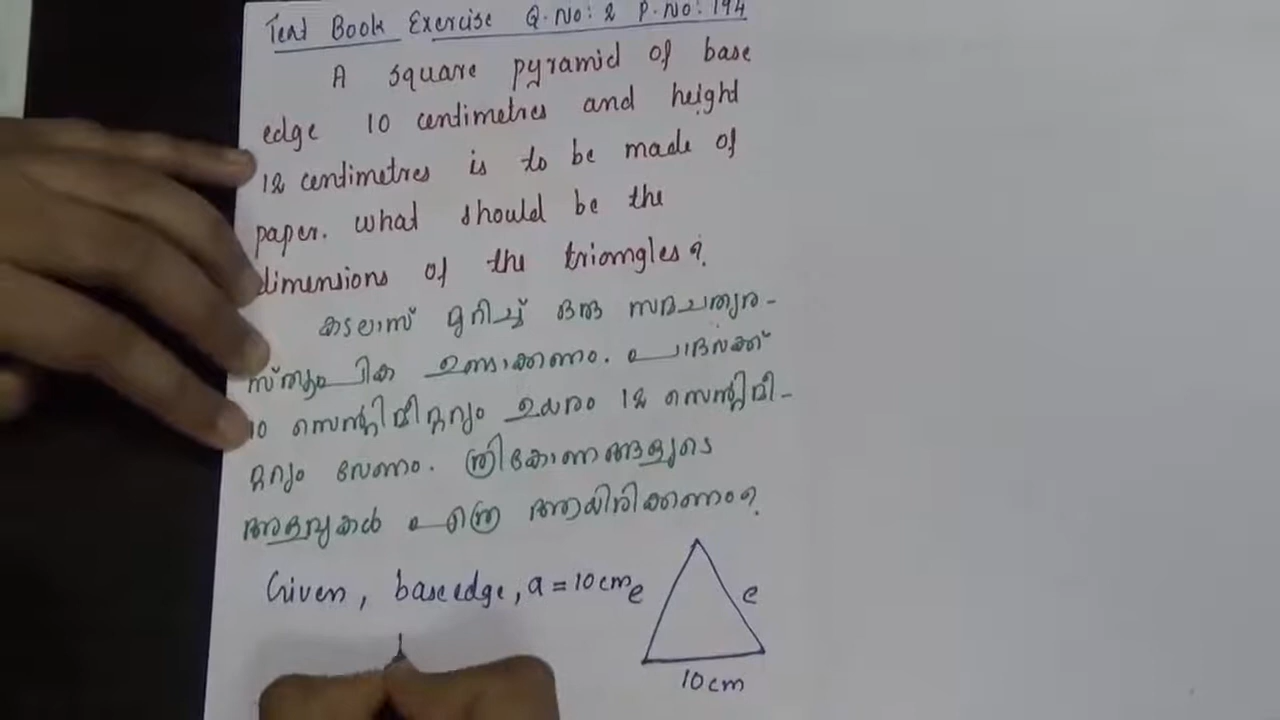 Text Book Exercise Q.No: 2 P.No: 194
A square pyramid of base
edge 10 centimetres and height
12 centimetres is to be made of
paper. what should be the
dimensions of the triangles?
കടലാസ് മുറിച്ച് ഒരു സമചതുര-
സ്തൂപിക ഉണ്ടാക്കണം. പാദവക്ക്
10 സെന്റിമീറ്ററും ഉയരം 12 സെന്റിമീ-
റ്ററും വേണം. ത്രികോണങ്ങളുടെ
അളവുകൾ എത്ര ആയിരിക്കണം?
Given, base edge, a = 10cm
e e
10cm